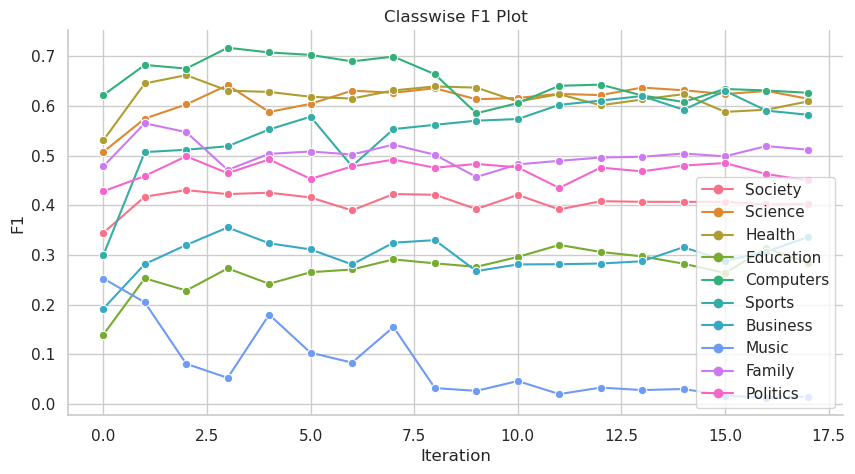 Classwise F1 Plot
F1
0.7
0.6
0.5
0.4
0.3
0.2
0.1
0.0
Society
Science
Health
Education
Computers
Sports
Business
Music
Family
Politics
0.0 2.5 5.0 7.5 10.0 12.5 15.0 17.5
Iteration